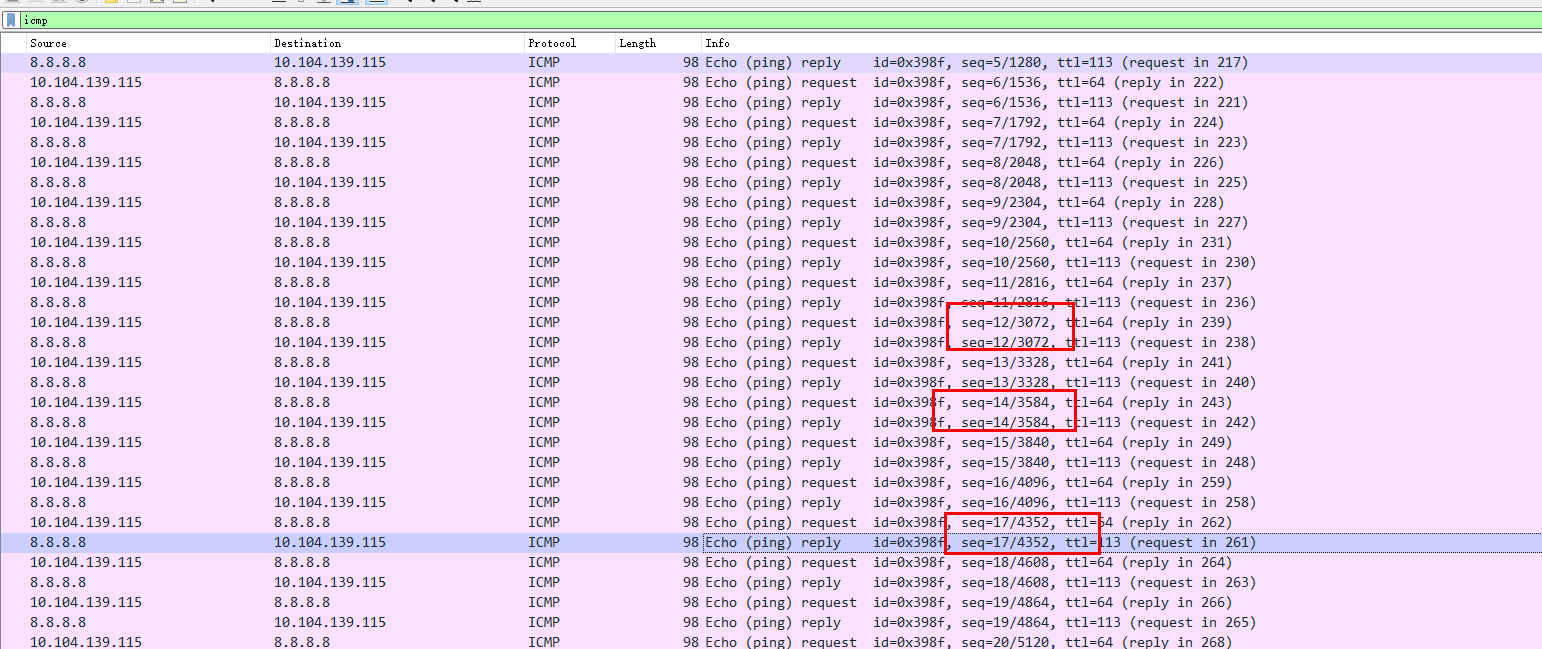 icmp
Source Destination Protocol Length Info
8.8.8.8 10.104.139.115 ICMP 98 Echo (ping) reply id=0x398f, seq=5/1280, ttl=113 (request in 217)
10.104.139.115 8.8.8.8 ICMP 98 Echo (ping) request id=0x398f, seq=6/1536, ttl=64 (reply in 222)
8.8.8.8 10.104.139.115 ICMP 98 Echo (ping) reply id=0x398f, seq=6/1536, ttl=113 (request in 221)
10.104.139.115 8.8.8.8 ICMP 98 Echo (ping) request id=0x398f, seq=7/1792, ttl=64 (reply in 224)
8.8.8.8 10.104.139.115 ICMP 98 Echo (ping) reply id=0x398f, seq=7/1792, ttl=113 (request in 223)
10.104.139.115 8.8.8.8 ICMP 98 Echo (ping) request id=0x398f, seq=8/2048, ttl=64 (reply in 226)
8.8.8.8 10.104.139.115 ICMP 98 Echo (ping) reply id=0x398f, seq=8/2048, ttl=113 (request in 225)
10.104.139.115 8.8.8.8 ICMP 98 Echo (ping) request id=0x398f, seq=9/2304, ttl=64 (reply in 228)
8.8.8.8 10.104.139.115 ICMP 98 Echo (ping) reply id=0x398f, seq=9/2304, ttl=113 (request in 227)
10.104.139.115 8.8.8.8 ICMP 98 Echo (ping) request id=0x398f, seq=10/2560, ttl=64 (reply in 231)
8.8.8.8 10.104.139.115 ICMP 98 Echo (ping) reply id=0x398f, seq=10/2560, ttl=113 (request in 230)
10.104.139.115 8.8.8.8 ICMP 98 Echo (ping) request id=0x398f, seq=11/2816, ttl=64 (reply in 237)
8.8.8.8 10.104.139.115 ICMP 98 Echo (ping) reply id=0x398f, seq=11/2816, ttl=113 (request in 236)
10.104.139.115 8.8.8.8 ICMP 98 Echo (ping) request id=0x398f, seq=12/3072, ttl=64 (reply in 239)
8.8.8.8 10.104.139.115 ICMP 98 Echo (ping) reply id=0x398f, seq=12/3072, ttl=113 (request in 238)
10.104.139.115 8.8.8.8 ICMP 98 Echo (ping) request id=0x398f, seq=13/3328, ttl=64 (reply in 241)
8.8.8.8 10.104.139.115 ICMP 98 Echo (ping) reply id=0x398f, seq=13/3328, ttl=113 (request in 240)
10.104.139.115 8.8.8.8 ICMP 98 Echo (ping) request id=0x398f, seq=14/3584, ttl=64 (reply in 243)
8.8.8.8 10.104.139.115 ICMP 98 Echo (ping) reply id=0x398f, seq=14/3584, ttl=113 (request in 242)
10.104.139.115 8.8.8.8 ICMP 98 Echo (ping) request id=0x398f, seq=15/3840, ttl=64 (reply in 249)
8.8.8.8 10.104.139.115 ICMP 98 Echo (ping) reply id=0x398f, seq=15/3840, ttl=113 (request in 248)
10.104.139.115 8.8.8.8 ICMP 98 Echo (ping) request id=0x398f, seq=16/4096, ttl=64 (reply in 259)
8.8.8.8 10.104.139.115 ICMP 98 Echo (ping) reply id=0x398f, seq=16/4096, ttl=113 (request in 258)
10.104.139.115 8.8.8.8 ICMP 98 Echo (ping) request id=0x398f, seq=17/4352, ttl=64 (reply in 262)
8.8.8.8 10.104.139.115 ICMP 98 Echo (ping) reply id=0x398f, seq=17/4352, ttl=113 (request in 261)
10.104.139.115 8.8.8.8 ICMP 98 Echo (ping) request id=0x398f, seq=18/4608, ttl=64 (reply in 264)
8.8.8.8 10.104.139.115 ICMP 98 Echo (ping) reply id=0x398f, seq=18/4608, ttl=113 (request in 263)
10.104.139.115 8.8.8.8 ICMP 98 Echo (ping) request id=0x398f, seq=19/4864, ttl=64 (reply in 266)
8.8.8.8 10.104.139.115 ICMP 98 Echo (ping) reply id=0x398f, seq=19/4864, ttl=113 (request in 265)
10.104.139.115 8.8.8.8 ICMP 98 Echo (ping) request id=0x398f, seq=20/5120, ttl=64 (reply in 268)